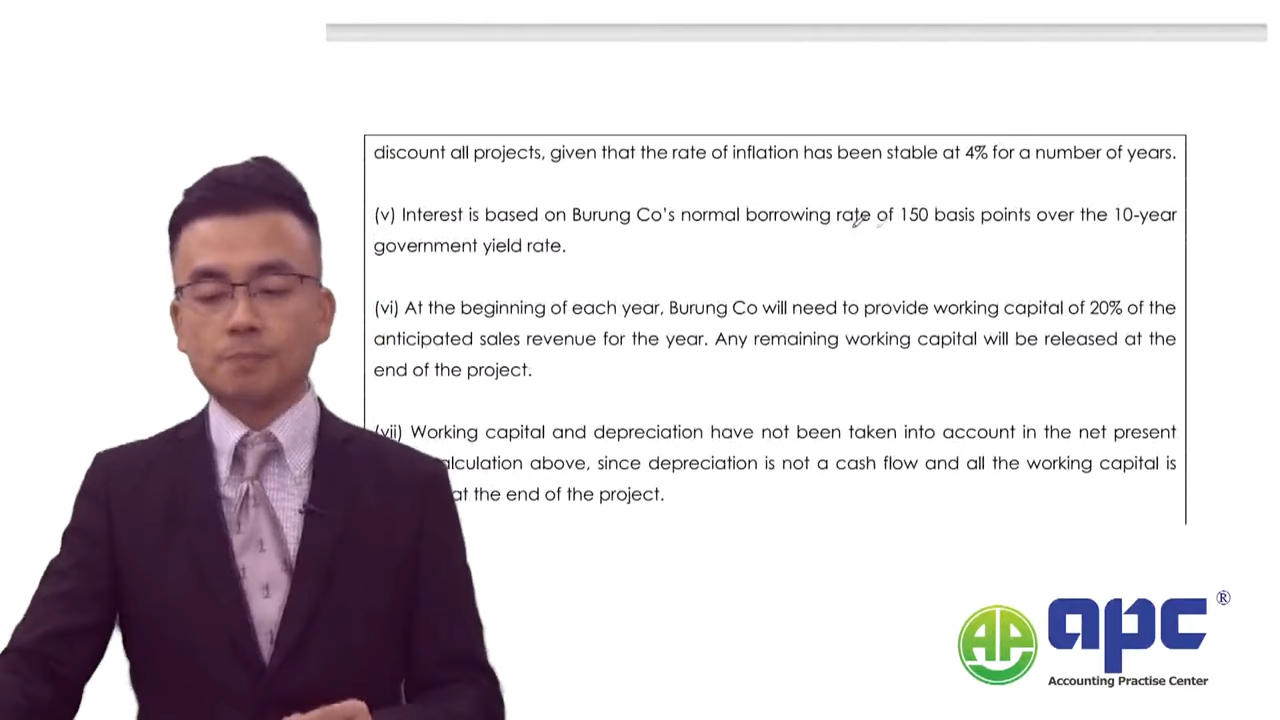 discount all projects, given that the rate of inflation has been stable at 4% for a number of years.
(v) Interest is based on Burung Co's normal borrowing rate of 150 basis points over the 10-year
government yield rate.
(vi) At the beginning of each year, Burung Co will need to provide working capital of 20% of the
anticipated sales revenue for the year. Any remaining working capital will be released at the
end of the project.
(vii) Working capital and depreciation have not been taken into account in the net present
calculation above, since depreciation is not a cash flow and all the working capital is
at the end of the project.
AP apc ®
Accounting Practise Center